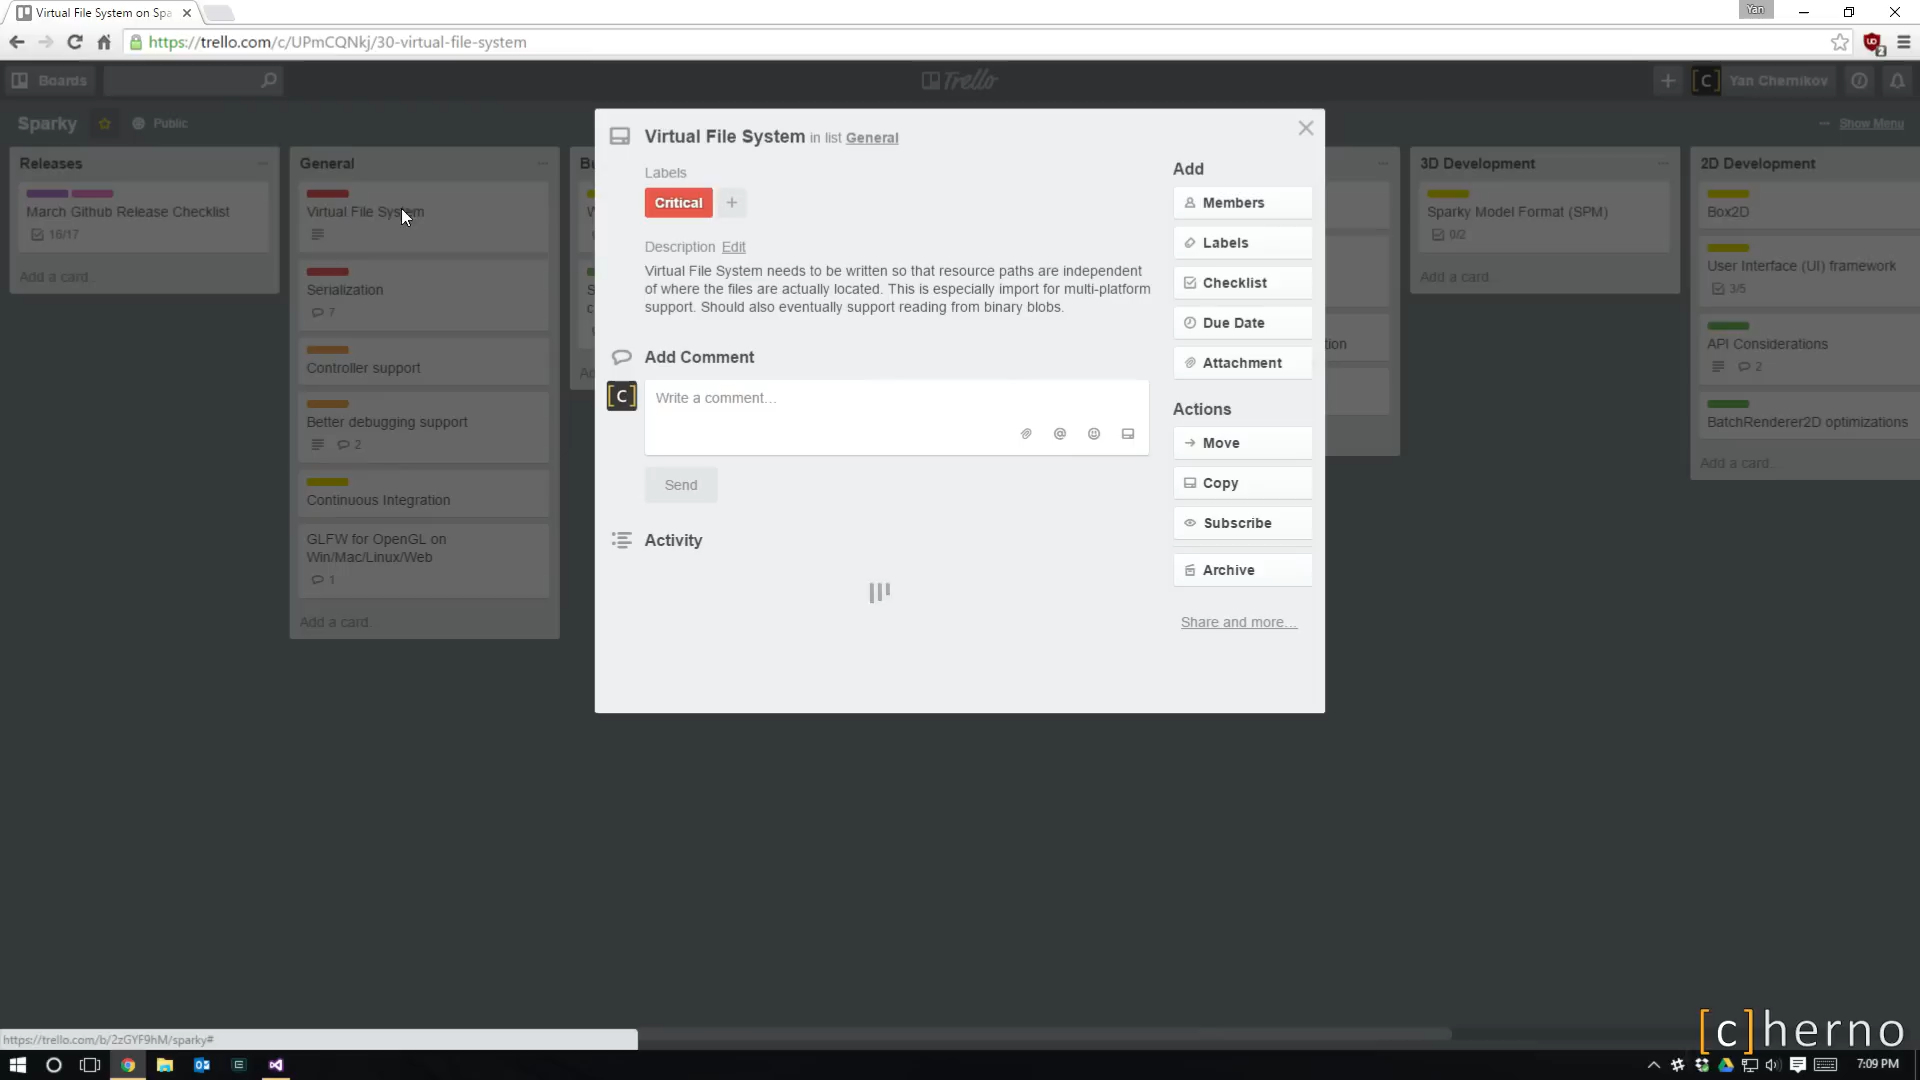 Virtual File System on Spa
Yan
https://trello.com/c/UPmCQNkj/30-virtual-file-system
2
Boards
Trello
[C]
Yan Chernikov
Sparky
Public
Show Menu
Releases
March Github Release Checklist
16/17
Add a card...
General
Virtual File System
Serialization
7
Controller support
Better debugging support
2
Continuous Integration
GLFW for OpenGL on
Win/Mac/Linux/Web
1
Add a card...
Bu
W
S
c
Ad
Virtual File System in list General
Labels
Critical
+
Description Edit
Virtual File System needs to be written so that resource paths are independent
of where the files are actually located. This is especially import for multi-platform
support. Should also eventually support reading from binary blobs.
Add Comment
[C]
Write a comment…
Send
Activity
Add
Members
Labels
Checklist
Due Date
Attachment
Actions
Move
Copy
Subscribe
Archive
Share and more…
tion
3D Development
Sparky Model Format (SPM)
0/2
Add a card...
2D Development
Box2D
User Interface (UI) framework
3/5
API Considerations
2
BatchRenderer2D optimizations
Add a card...
https://trello.com/b/2zGYF9hM/sparky#
[c]herno
7:09 PM